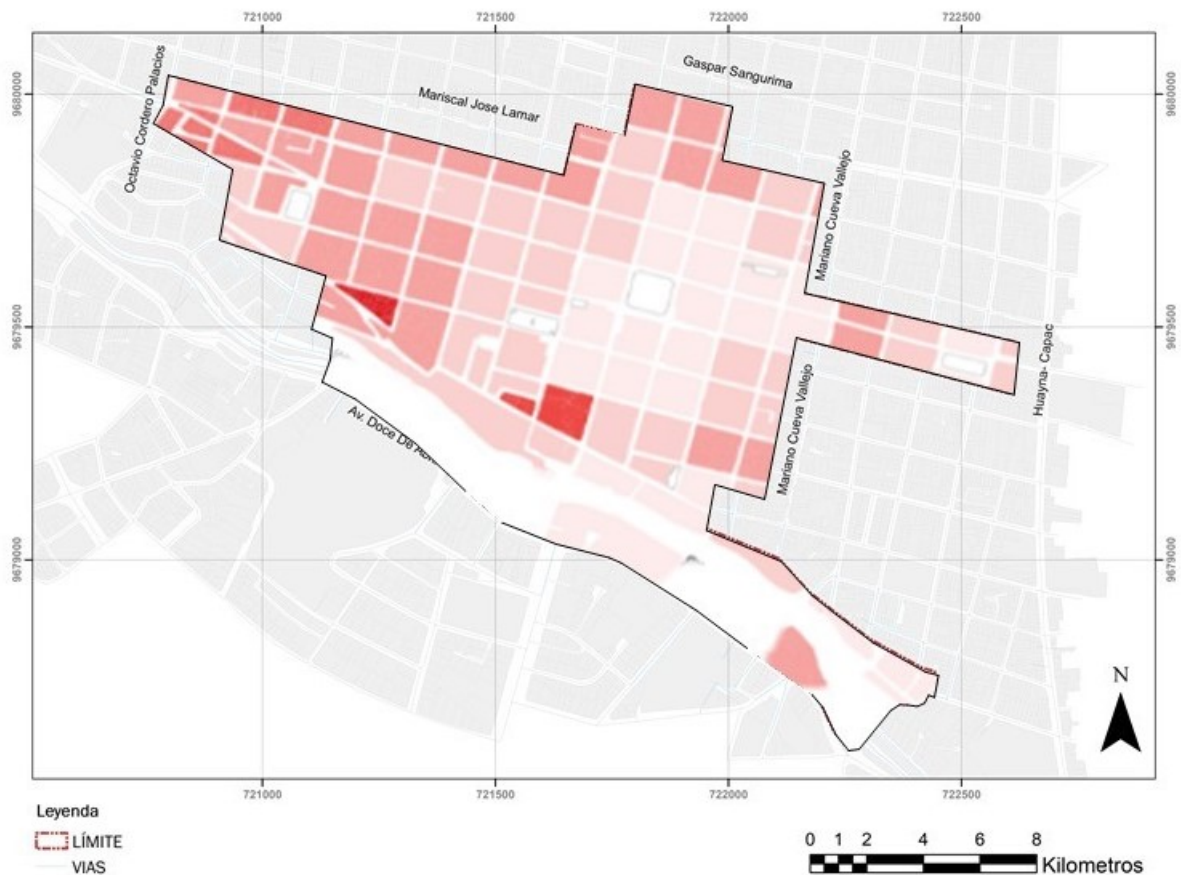 721000 721500 722000 722500
9680000 9680000
9679500 9679500
9679000 9679000
Octavio Cordero Palacios
Mariscal Jose Lamar
Gaspar Sangurima
Mariano Cueva Vallejo
Mariano Cueva Vallejo
Huayna- Capac
Av. Doce De
N
721000 721500 722000 722500
Leyenda
LÍMITE
VIAS
0 1 2 4 6 8
Kilometros